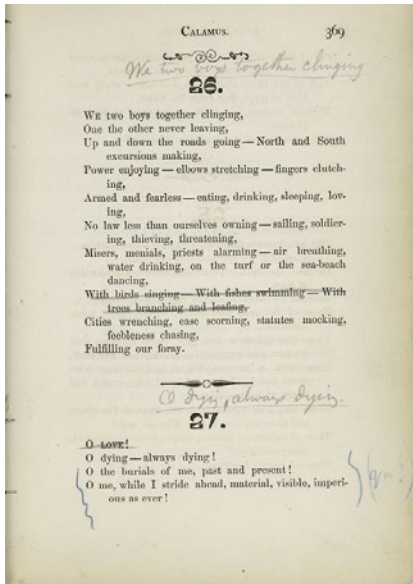 CALAMUS. 369
We two boys together clinging
26.
WE two boys together clinging,
One the other never leaving,
Up and down the roads going — North and South
excursions making,
Power enjoying — elbows stretching — fingers clutch-
ing,
Armed and fearless — eating, drinking, sleeping, lov-
ing,
No law less than ourselves owning — sailing, soldier-
ing, thieving, threatening,
Misers, menials, priests alarming — air breathing,
water drinking, on the turf or the sea-beach
dancing,
With birds singing — With fishes swimming — With
trees branching and leafing,
Cities wrenching, ease scorning, statutes mocking,
feebleness chasing,
Fulfilling our foray.
O dying, always dying.
27.
O LOVE!
O dying — always dying!
O the burials of me, past and present!
O me, while I stride ahead, material, visible, imperi-
ous as ever!